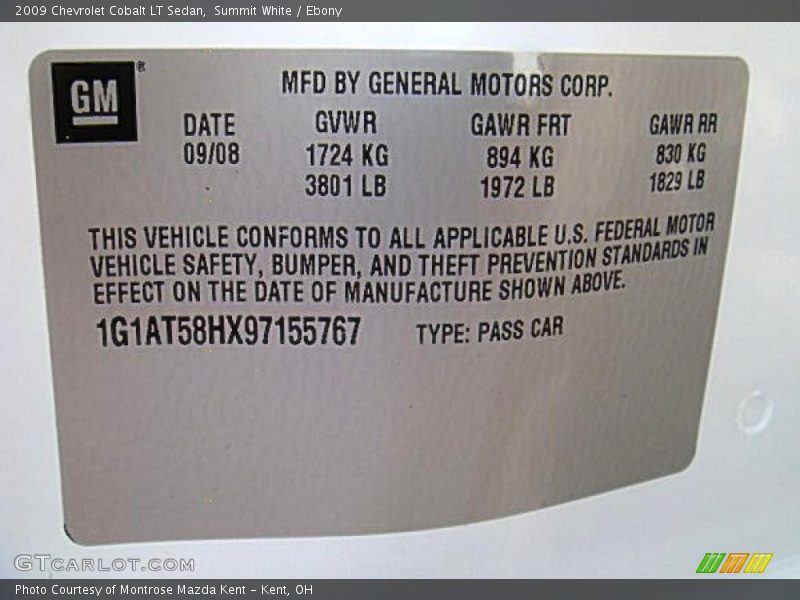 2009 Chevrolet Cobalt LT Sedan, Summit White / Ebony
GM ®
MFD BY GENERAL MOTORS CORP.
DATE GVWR GAWR FRT GAWR RR
09/08 1724 KG 894 KG 830 KG
3801 LB 1972 LB 1829 LB
THIS VEHICLE CONFORMS TO ALL APPLICABLE U.S. FEDERAL MOTOR
VEHICLE SAFETY, BUMPER, AND THEFT PREVENTION STANDARDS IN
EFFECT ON THE DATE OF MANUFACTURE SHOWN ABOVE.
1G1AT58HX97155767 TYPE: PASS CAR
GTCARLOT.COM
Photo Courtesy of Montrose Mazda Kent - Kent, OH